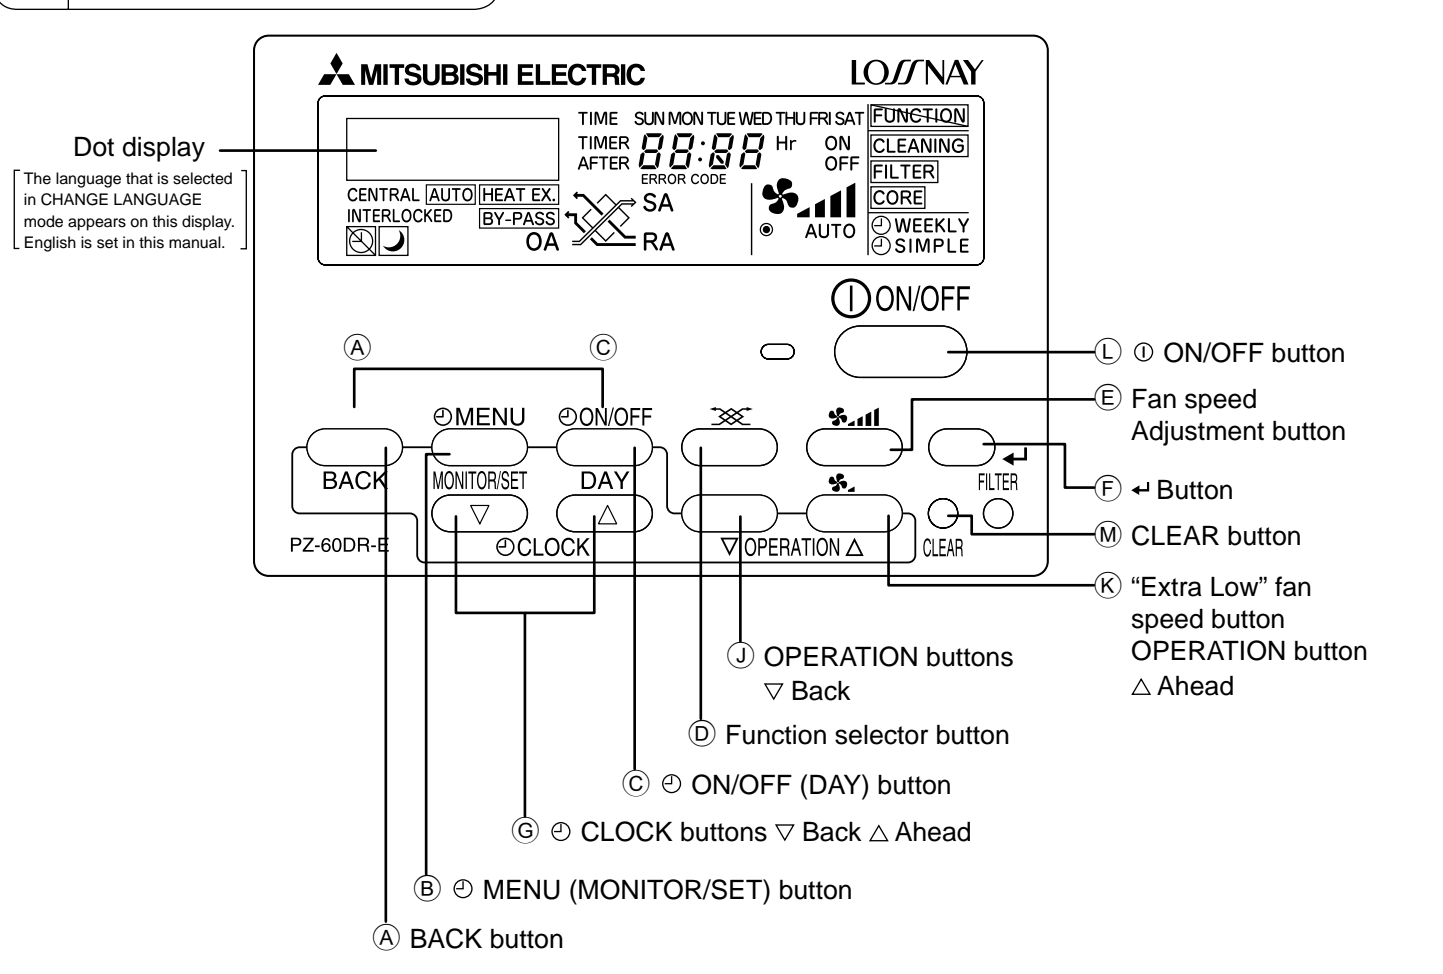 MITSUBISHI ELECTRIC
LOSSNAY
TIME SUN MON TUE WED THU FRI SAT
TIMER 88:88 Hr ON
AFTER OFF
ERROR CODE
FUNCTION
CLEANING
FILTER
CORE
WEEKLY
SIMPLE
CENTRAL AUTO HEAT EX.
INTERLOCKED BY-PASS
OA
SA
RA
AUTO
Dot display
The language that is selected
in CHANGE LANGUAGE
mode appears on this display.
English is set in this manual.
ON/OFF
A C
MENU ON/OFF
BACK MONITOR/SET DAY
FILTER
▽ △
PZ-60DR-E CLOCK ▽ OPERATION △ CLEAR
L ON/OFF button
E Fan speed
Adjustment button
F ↵ Button
M CLEAR button
K “Extra Low” fan
speed button
OPERATION button
△ Ahead
J OPERATION buttons
▽ Back
D Function selector button
C ON/OFF (DAY) button
G CLOCK buttons ▽ Back △ Ahead
B MENU (MONITOR/SET) button
A BACK button